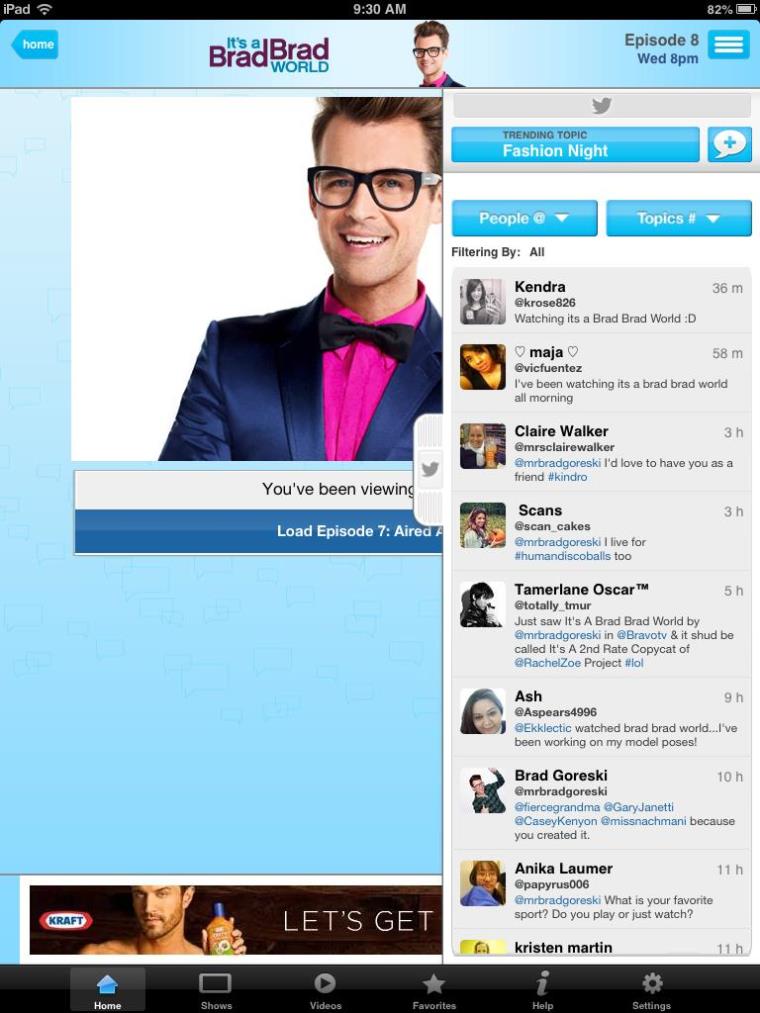 iPad
9:30 AM
82%
home
It's a
Brad Brad
WORLD
Episode 8
Wed 8pm
TRENDING TOPIC
Fashion Night
People @
Topics #
Filtering By: All
Kendra 36 m
@krose826
Watching its a Brad Brad World :D
♡ maja ♡ 58 m
@vicfuentez
I've been watching its a brad brad world
all morning
Claire Walker 3 h
@mrsclairewalker
@mrbradgoreski I'd love to have you as a
friend #kindro
Scans 3 h
@scan_cakes
@mrbradgoreski I live for
#humandiscoballs too
Tamerlane Oscar™ 5 h
@totally_tmur
Just saw It's A Brad Brad World by
@mrbradgoreski in @Bravotv & it shud be
called It's A 2nd Rate Copycat of
@RachelZoe Project #lol
Ash 9 h
@Aspears4996
@Ekklectic watched brad brad world...I've
been working on my model poses!
Brad Goreski 10 h
@mrbradgoreski
@fiercegrandma @GaryJanetti
@CaseyKenyon @missnachmani because
you created it.
Anika Laumer 11 h
@papyrus006
@mrbradgoreski What is your favorite
sport? Do you play or just watch?
kristen martin 11 h
You've been viewing
Load Episode 7: Aired A
KRAFT
LET'S GET
Home
Shows
Videos
Favorites
Help
Settings